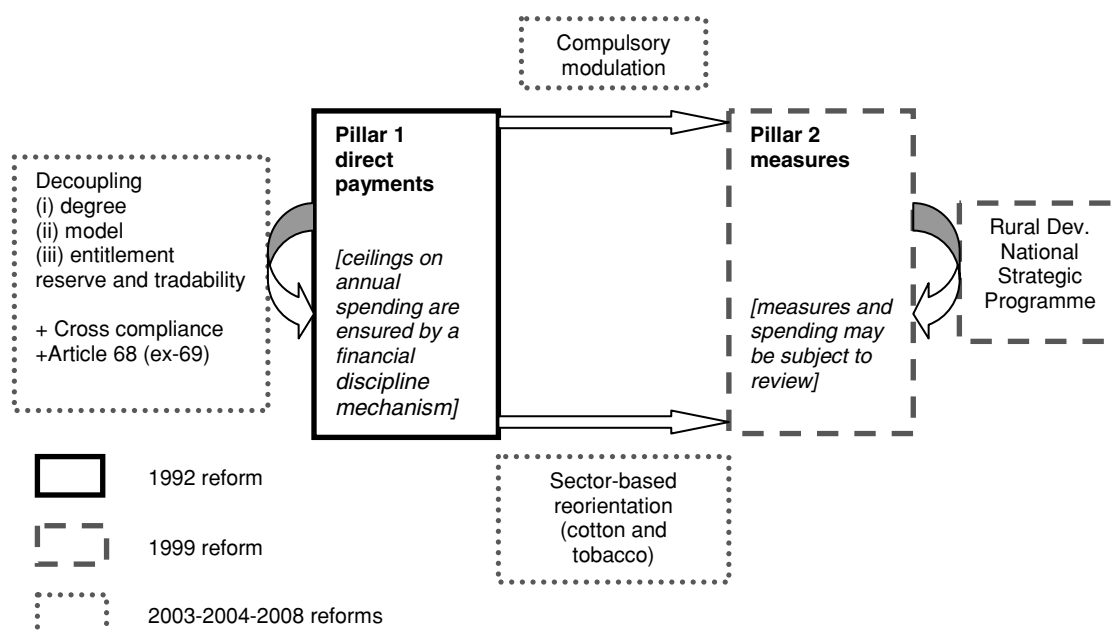 Compulsory
modulation
Pillar 1
direct
payments
[ceilings on
annual
spending are
ensured by a
financial
discipline
mechanism]
Pillar 2
measures
[measures and
spending may
be subject to
review]
Decoupling
(i) degree
(ii) model
(iii) entitlement
reserve and tradability
+ Cross compliance
+Article 68 (ex-69)
Rural Dev.
National
Strategic
Programme
Sector-based
reorientation
(cotton and
tobacco)
1992 reform
1999 reform
2003-2004-2008 reforms